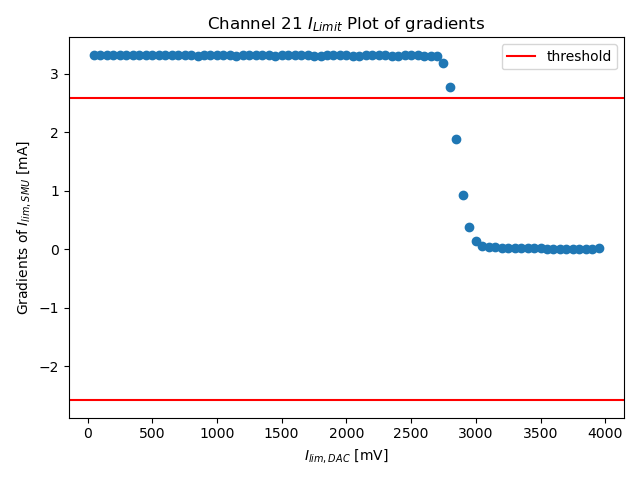 Channel 21 I_Limit Plot of gradients
threshold
Gradients of I_lim,SMU [mA]
3
2
1
0
−1
−2
0 500 1000 1500 2000 2500 3000 3500 4000
I_lim,DAC [mV]